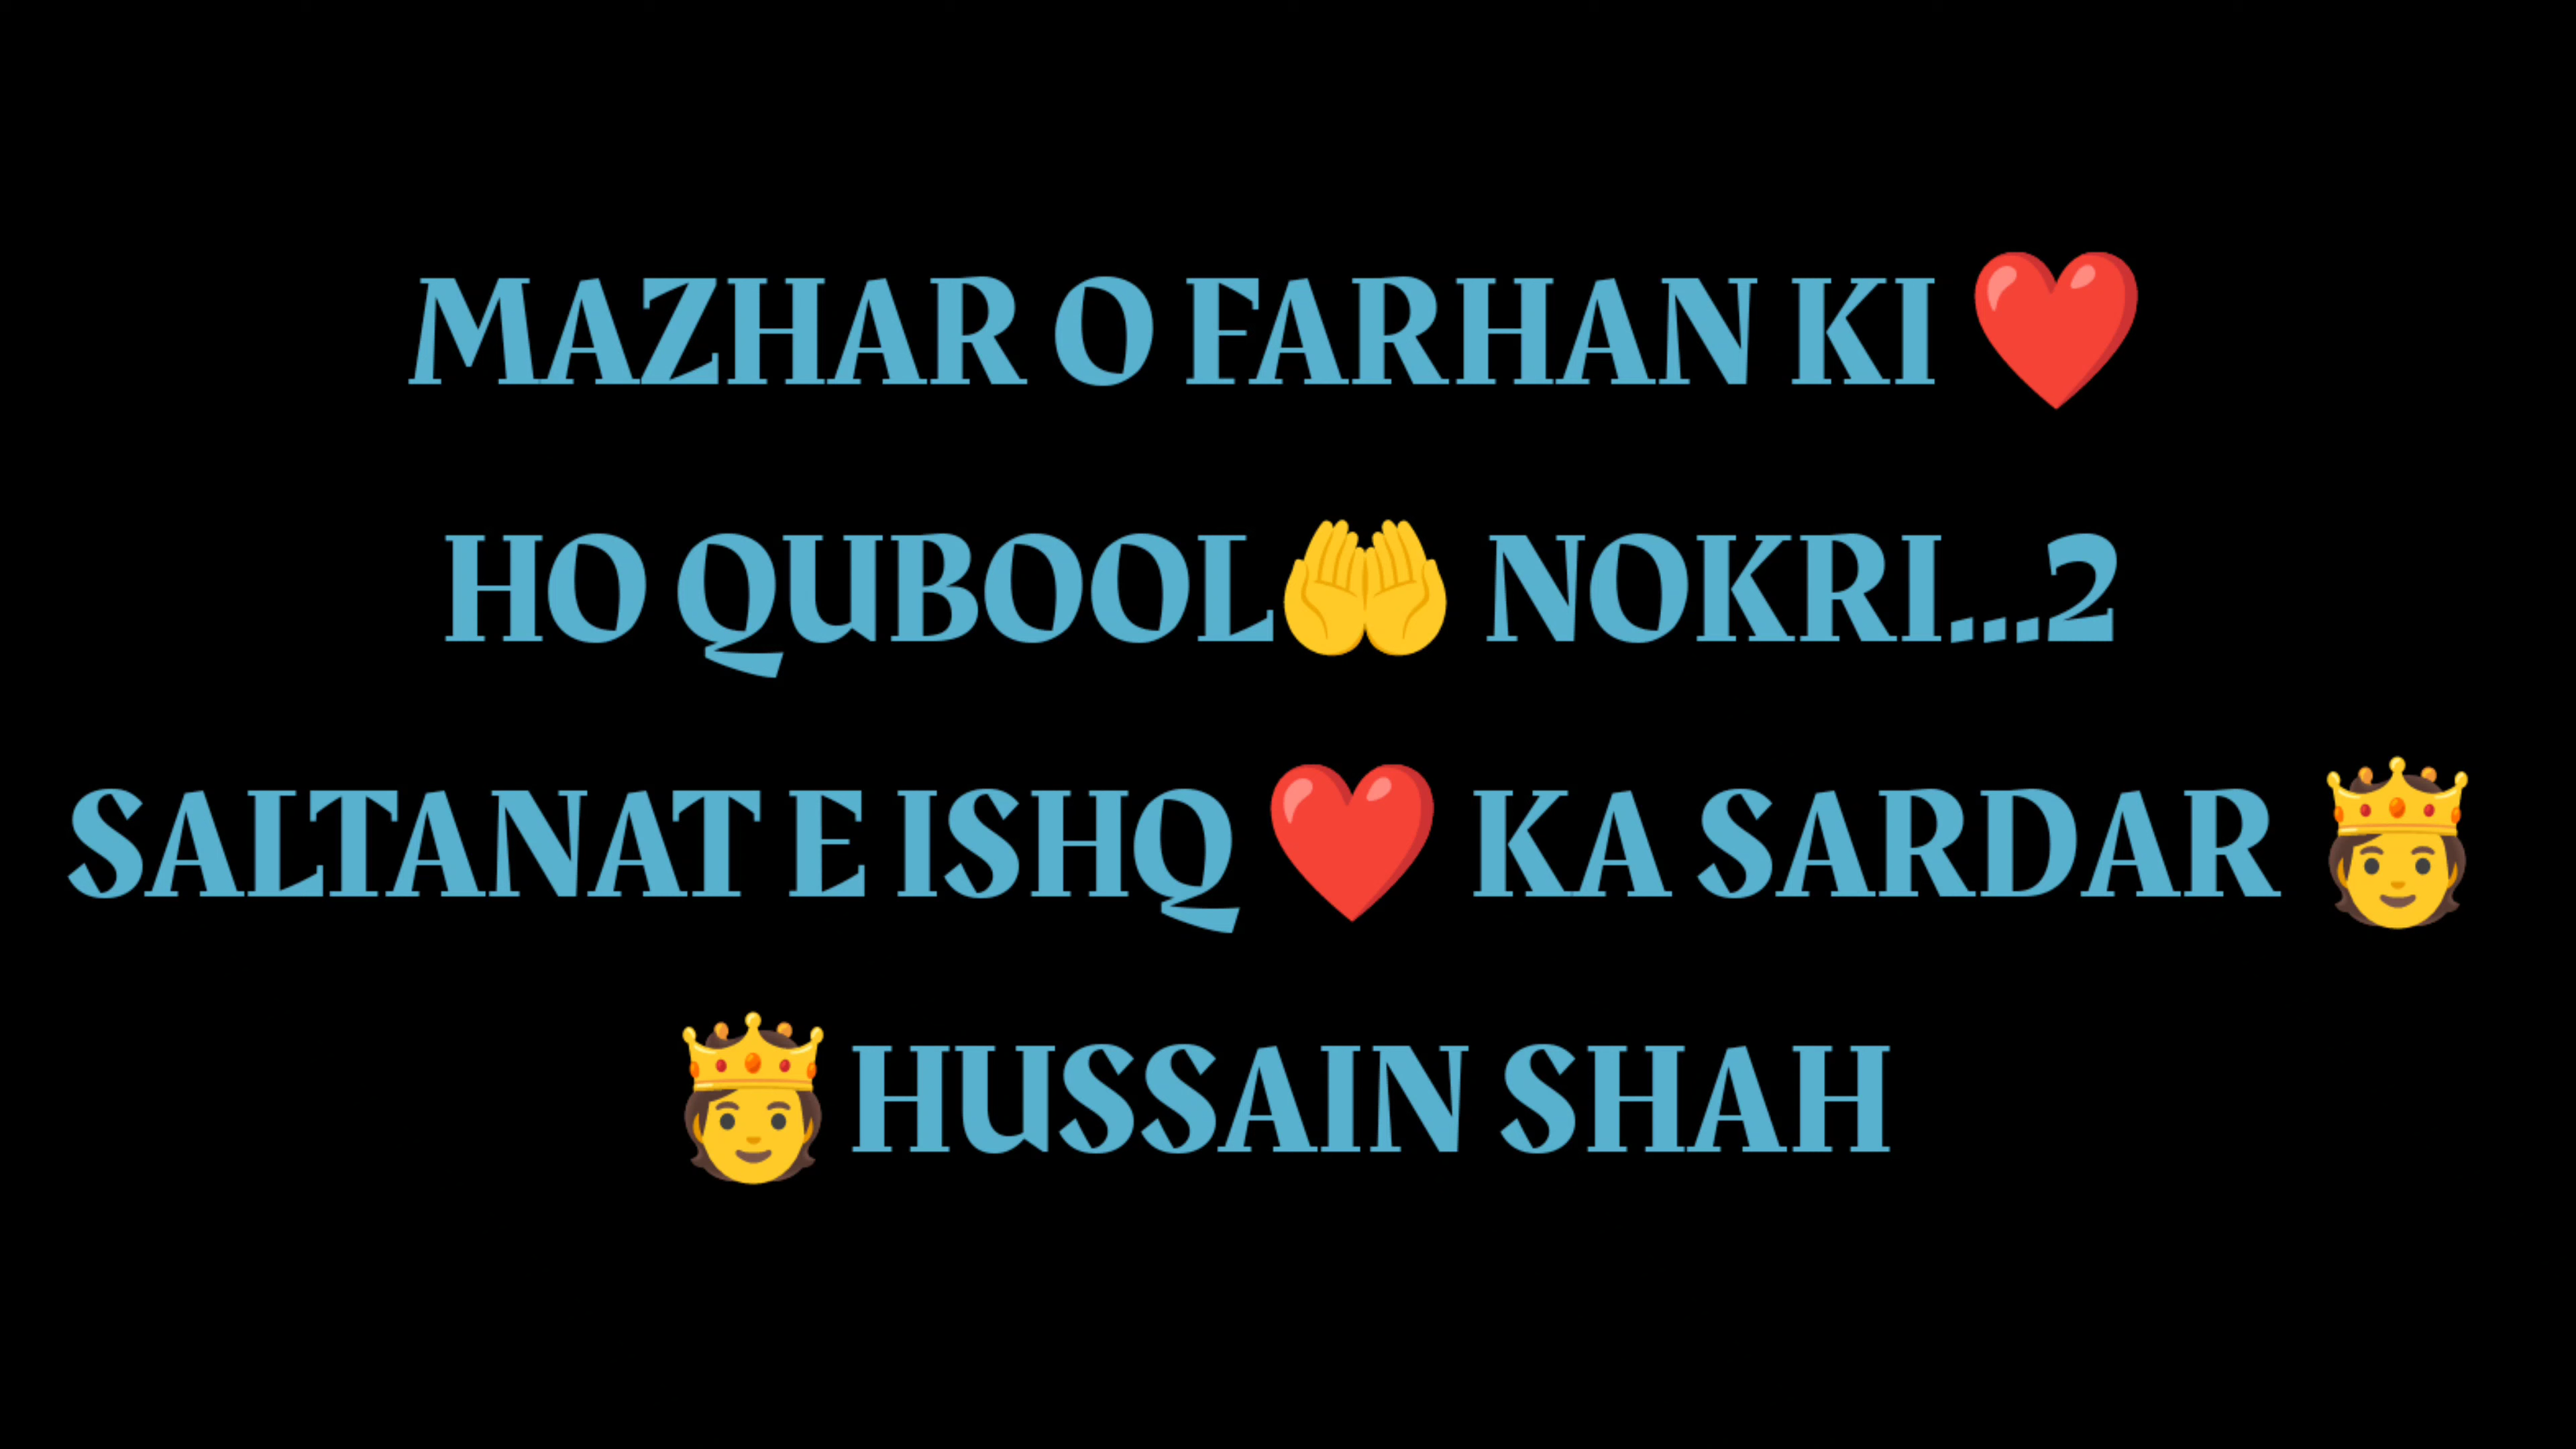 MAZHAR O FARHAN KI ❤️
HO QUBOOL🤲 NOKRI...2
SALTANAT E ISHQ ❤️ KA SARDAR 🫅
🫅 HUSSAIN SHAH